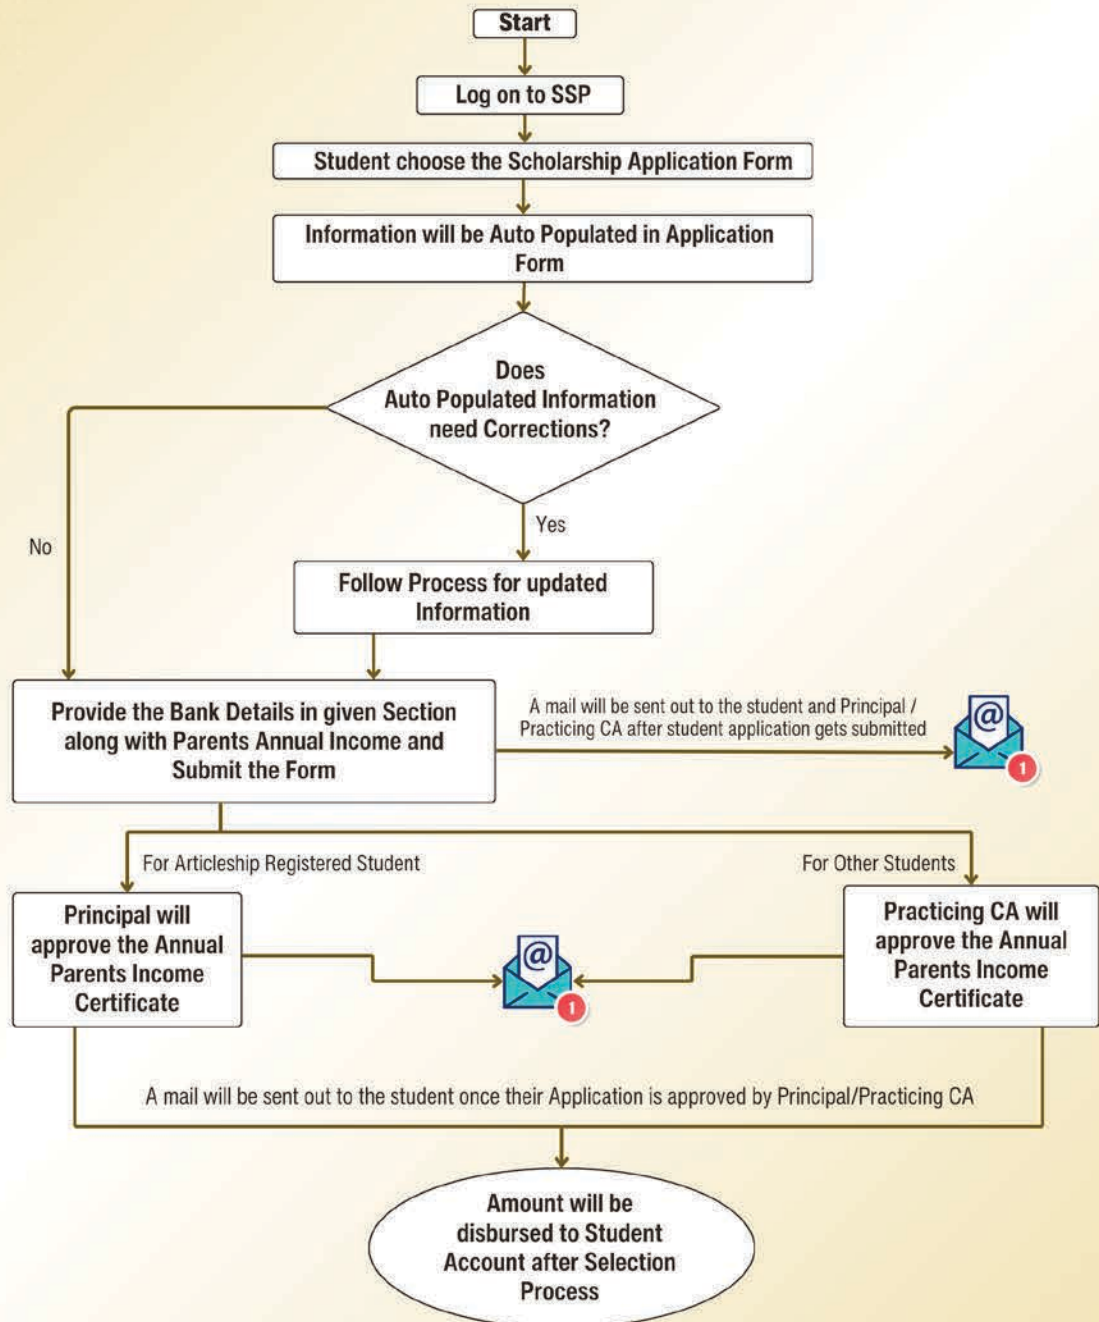 Start
Log on to SSP
Student choose the Scholarship Application Form
Information will be Auto Populated in Application
Form
Does
Auto Populated Information
need Corrections?
No
Yes
Follow Process for updated
Information
Provide the Bank Details in given Section
along with Parents Annual Income and
Submit the Form
A mail will be sent out to the student and Principal /
Practicing CA after student application gets submitted
@
1
For Articleship Registered Student
For Other Students
Principal will
approve the Annual
Parents Income
Certificate
@
1
Practicing CA will
approve the Annual
Parents Income
Certificate
A mail will be sent out to the student once their Application is approved by Principal/Practicing CA
Amount will be
disbursed to Student
Account after Selection
Process